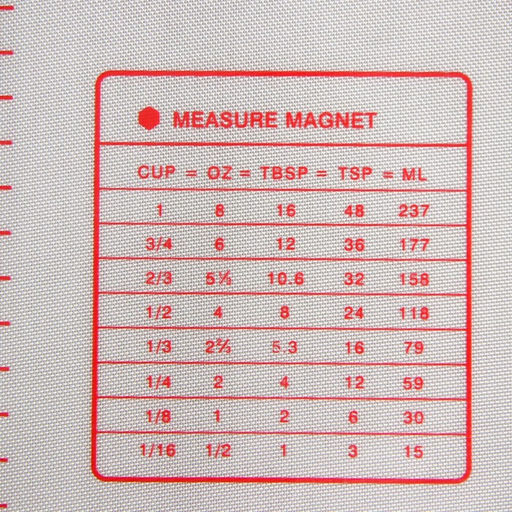 MEASURE MAGNET
CUP = OZ = TBSP = TSP = ML
1 8 16 48 237
3/4 6 12 36 177
2/3 5⅓ 10.6 32 158
1/2 4 8 24 118
1/3 2⅔ 5.3 16 79
1/4 2 4 12 59
1/8 1 2 6 30
1/16 1/2 1 3 15